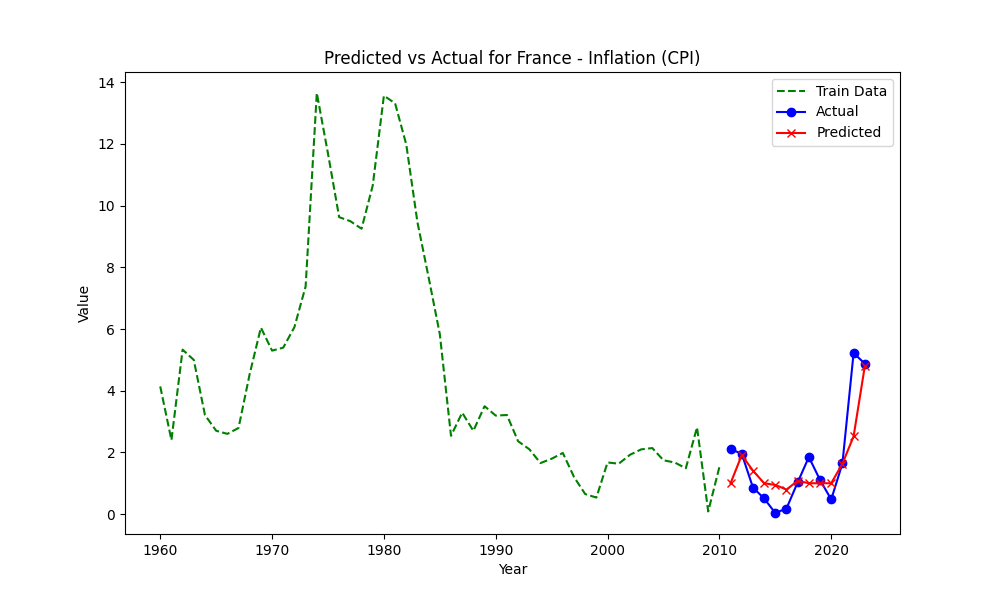 Predicted vs Actual for France - Inflation (CPI)
Train Data
Actual
Predicted
Value
14
12
10
8
6
4
2
0
1960 1970 1980 1990 2000 2010 2020
Year